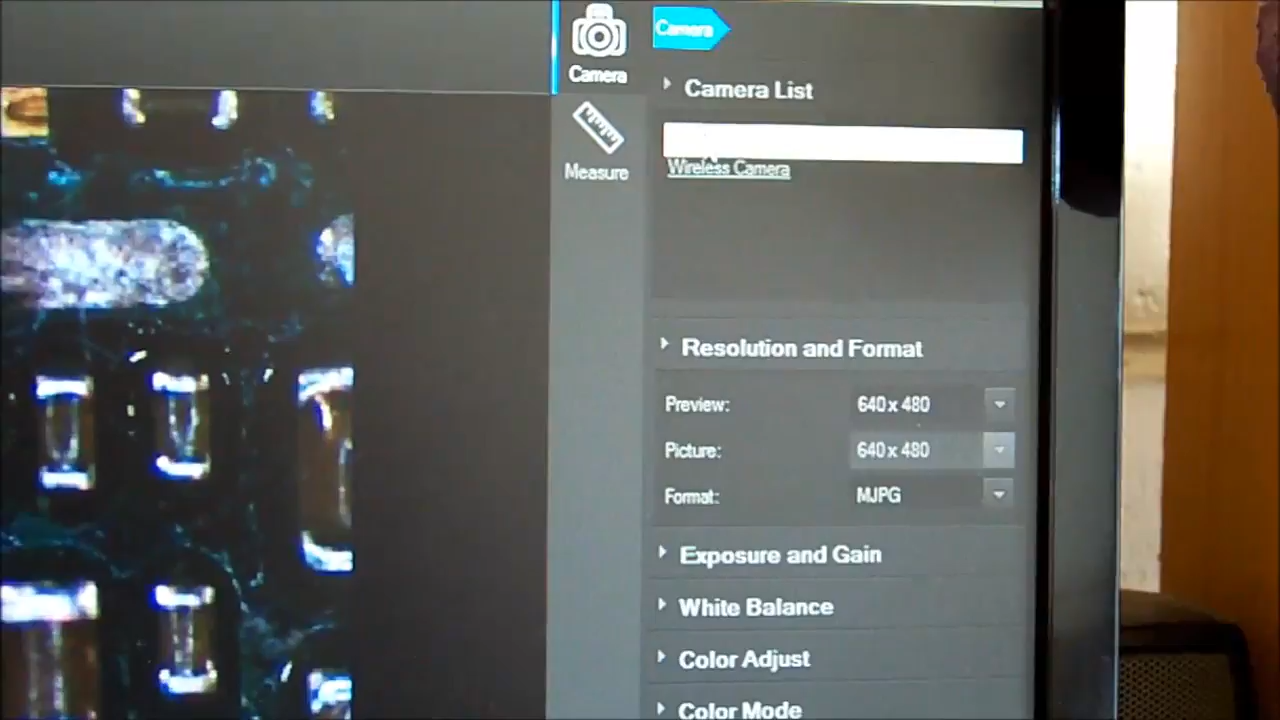 Camera
Camera
Camera List
Measure
Wireless Camera
Resolution and Format
Preview: 640 x 480
Picture: 640 x 480
Format: MJPG
Exposure and Gain
White Balance
Color Adjust
Color Mode